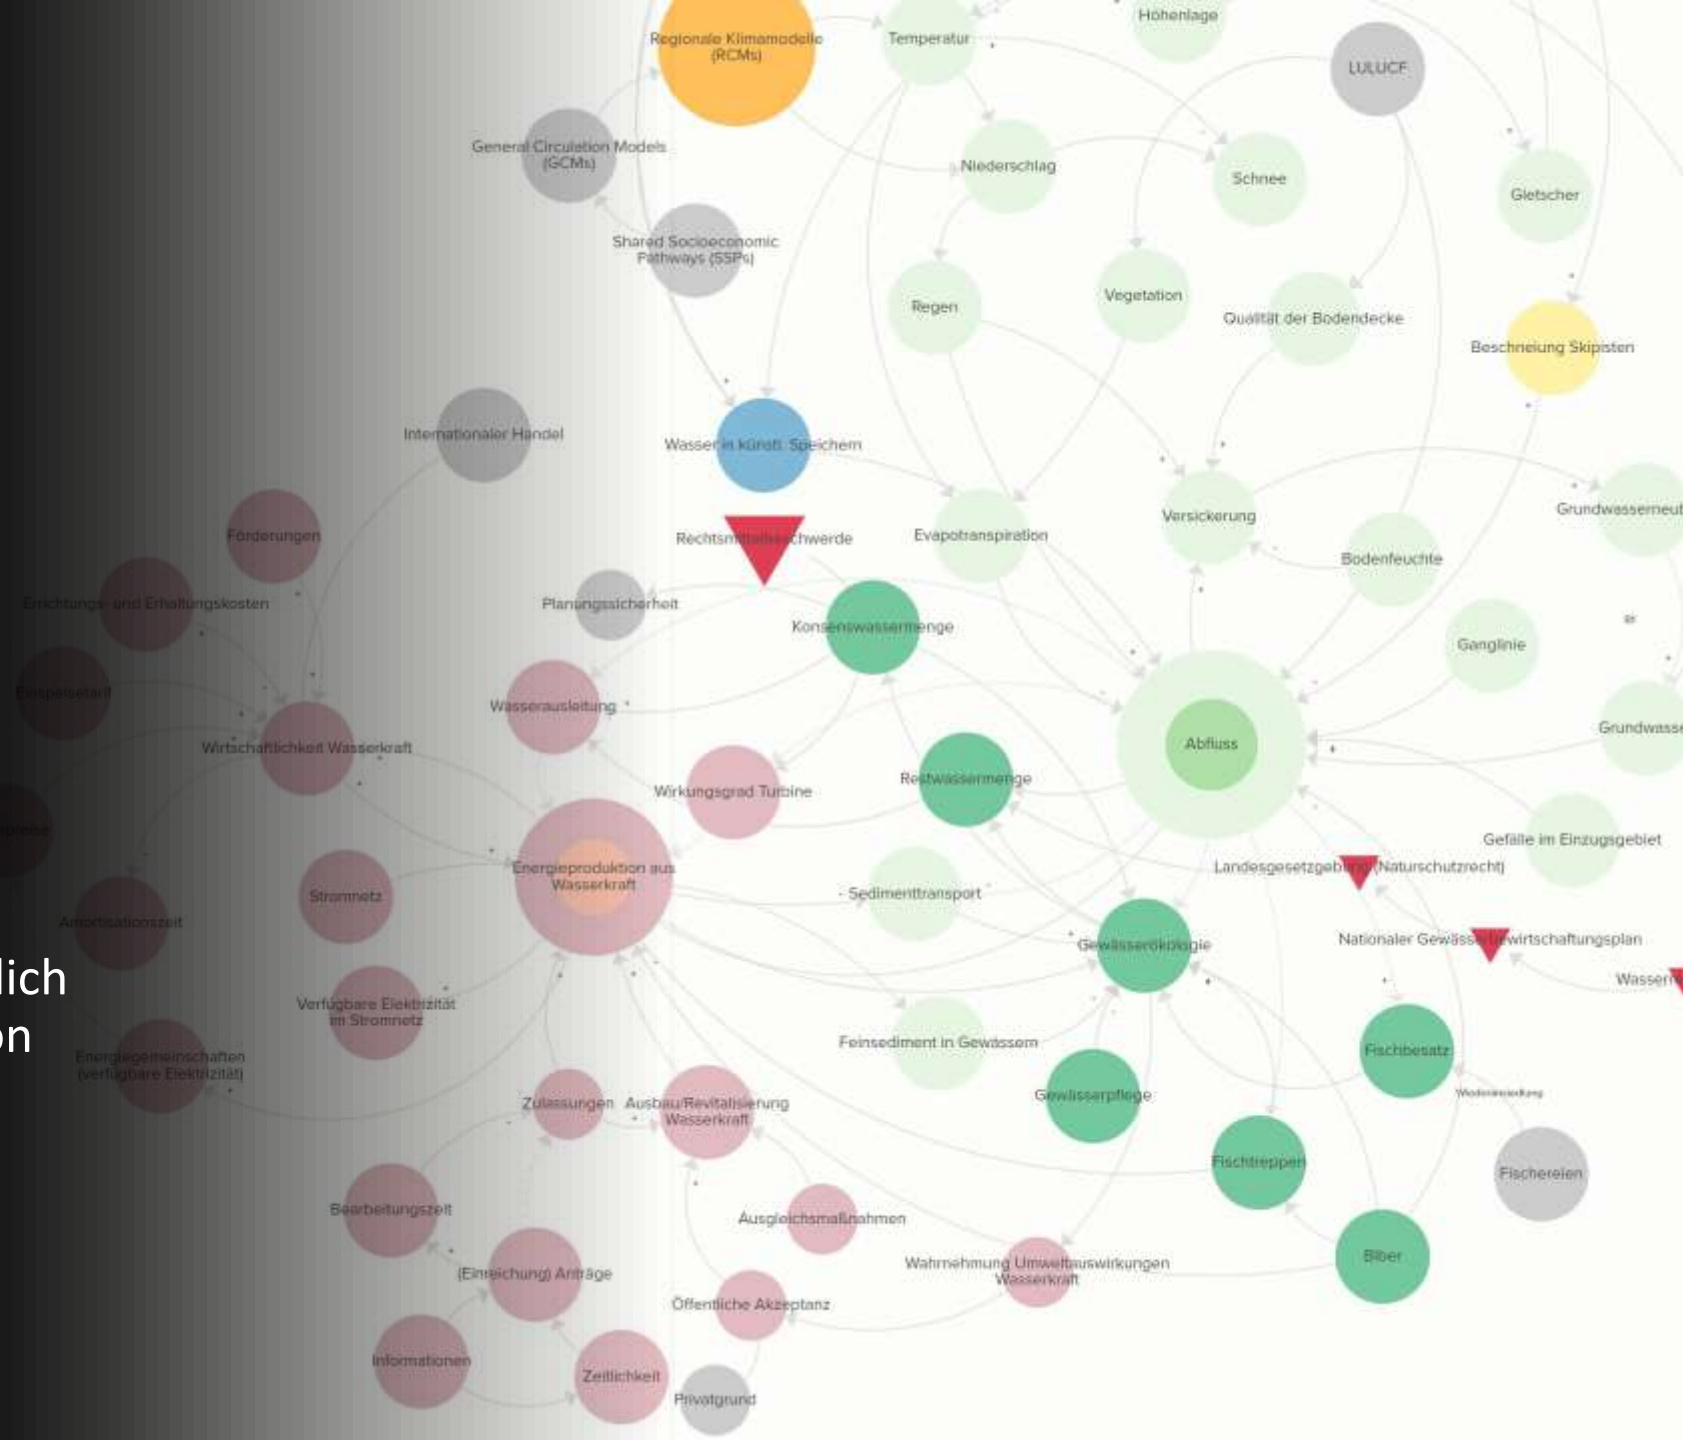 Höhenlage
Regionale Klimamodelle
(RCMs)
Temperatur
LULUCF
General Circulation Models
(GCMs)
Niederschlag
Schnee
Gletscher
Shared Socioeconomic
Pathways (SSPs)
Regen
Vegetation
Qualität der Bodendecke
Beschneiung Skipisten
Internationaler Handel
Wasser in künstl. Speichern
Förderungen
Rechtsmittelbeschwerde
Evapotranspiration
Versickerung
Grundwasserneub
Bodenfeuchte
Errichtungs- und Erhaltungskosten
Planungssicherheit
Konsenswassermenge
Ganglinie
Einspeisetarif
Wasserausleitung
Wirtschaftlichkeit Wasserkraft
Abfluss
Grundwasse
Restwassermenge
Wirkungsgrad Turbine
preise
Gefälle im Einzugsgebiet
Energieproduktion aus
Wasserkraft
Landesgesetzgebung (Naturschutzrecht)
Stromnetz
Sedimenttransport
Amortisationszeit
Gewässerökologie
Nationaler Gewässerbewirtschaftungsplan
lich
on
Verfügbare Elektrizität
im Stromnetz
Feinsediment in Gewässern
Fischbesatz
Energiegemeinschaften
(verfügbare Elektrizität)
Gewässerpflege
Wiederansiedlung
Zulassungen
Ausbau/Revitalisierung
Wasserkraft
Fischtreppen
Fischereien
Bearbeitungszeit
Ausgleichsmaßnahmen
Biber
(Einreichung) Anträge
Wahrnehmung Umweltauswirkungen
Wasserkraft
Öffentliche Akzeptanz
Informationen
Zeitlichkeit
Privatgrund